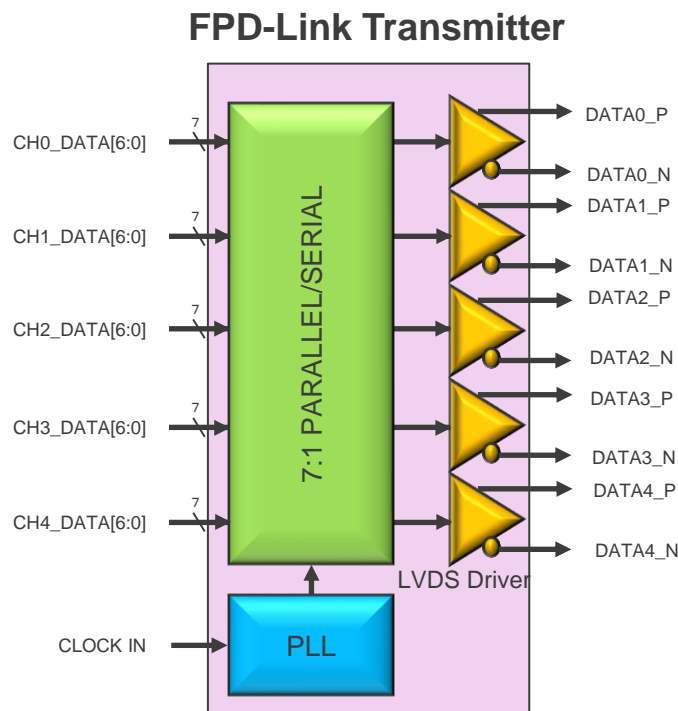 FPD-Link Transmitter
7
CH0_DATA[6:0]
DATA0_P
DATA0_N
7
CH1_DATA[6:0]
DATA1_P
DATA1_N
7
CH2_DATA[6:0]
DATA2_P
DATA2_N
7
CH3_DATA[6:0]
DATA3_P
DATA3_N
7
CH4_DATA[6:0]
DATA4_P
DATA4_N
7:1 PARALLEL/SERIAL
LVDS Driver
CLOCK IN
PLL